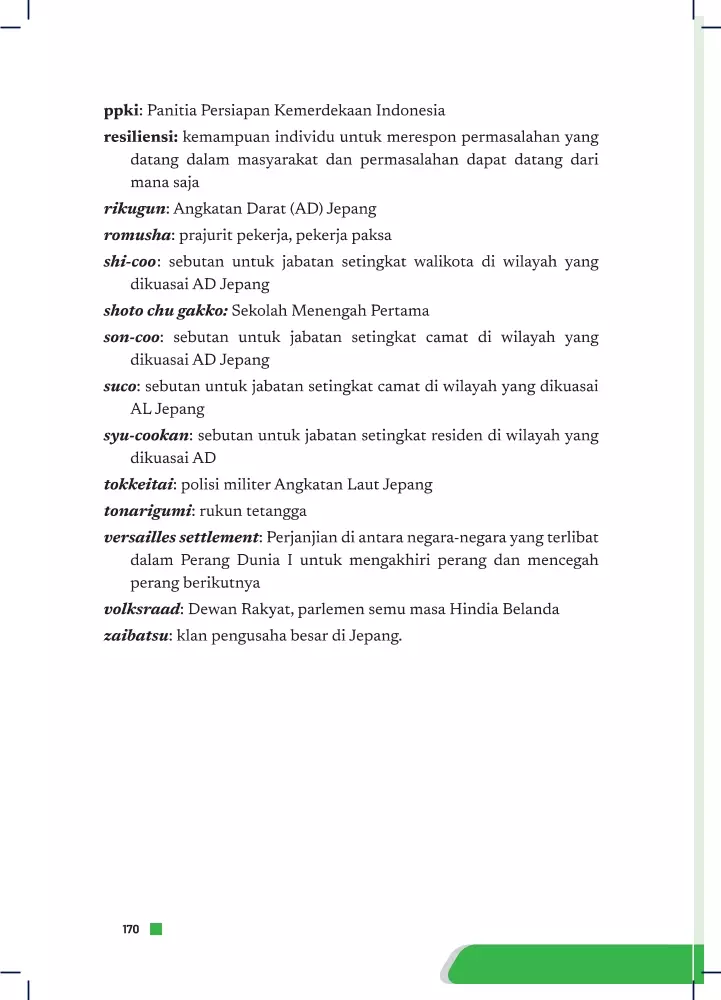 ppki: Panitia Persiapan Kemerdekaan Indonesia
resiliensi: kemampuan individu untuk merespon permasalahan yang
datang dalam masyarakat dan permasalahan dapat datang dari
mana saja
rikugun: Angkatan Darat (AD) Jepang
romusha: prajurit pekerja, pekerja paksa
shi-coo: sebutan untuk jabatan setingkat walikota di wilayah yang
dikuasai AD Jepang
shoto chu gakko: Sekolah Menengah Pertama
son-coo: sebutan untuk jabatan setingkat camat di wilayah yang
dikuasai AD Jepang
suco: sebutan untuk jabatan setingkat camat di wilayah yang dikuasai
AL Jepang
syu-cookan: sebutan untuk jabatan setingkat residen di wilayah yang
dikuasai AD
tokkeitai: polisi militer Angkatan Laut Jepang
tonarigumi: rukun tetangga
versailles settlement: Perjanjian di antara negara-negara yang terlibat
dalam Perang Dunia I untuk mengakhiri perang dan mencegah
perang berikutnya
volksraad: Dewan Rakyat, parlemen semu masa Hindia Belanda
zaibatsu: klan pengusaha besar di Jepang.
170